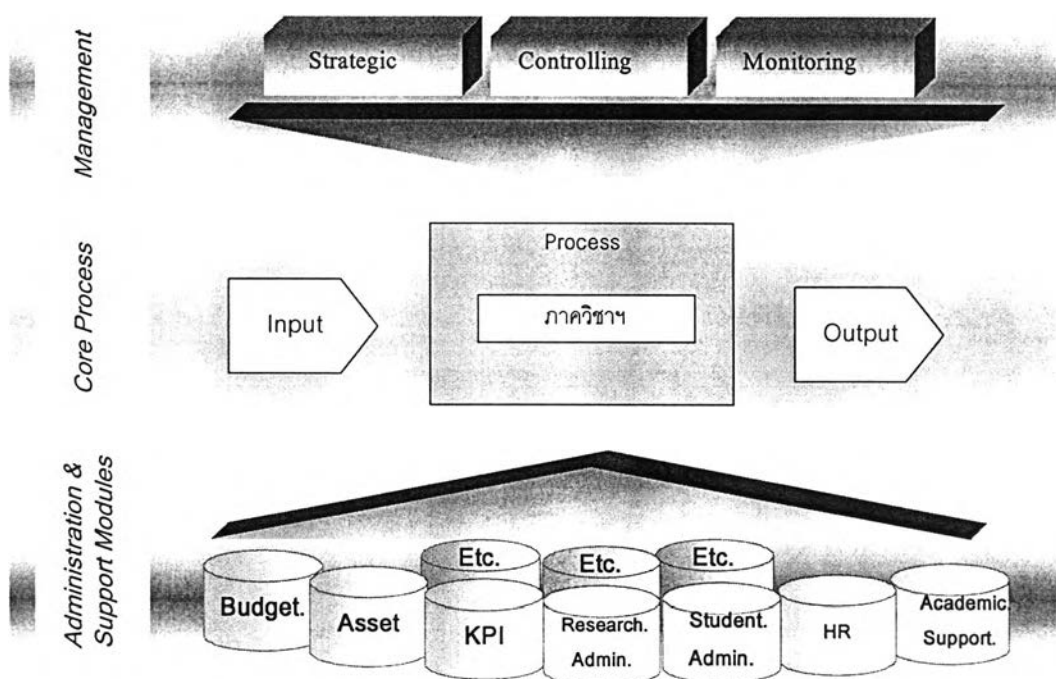 Management
Strategic
Controlling
Monitoring
Core Process
Input
Process
ภาควิชาฯ
Output
Administration &
Support Modules
Etc.
Etc.
Etc.
Budget.
Asset
KPI
Research.
Admin.
Student.
Admin.
HR
Academic.
Support.